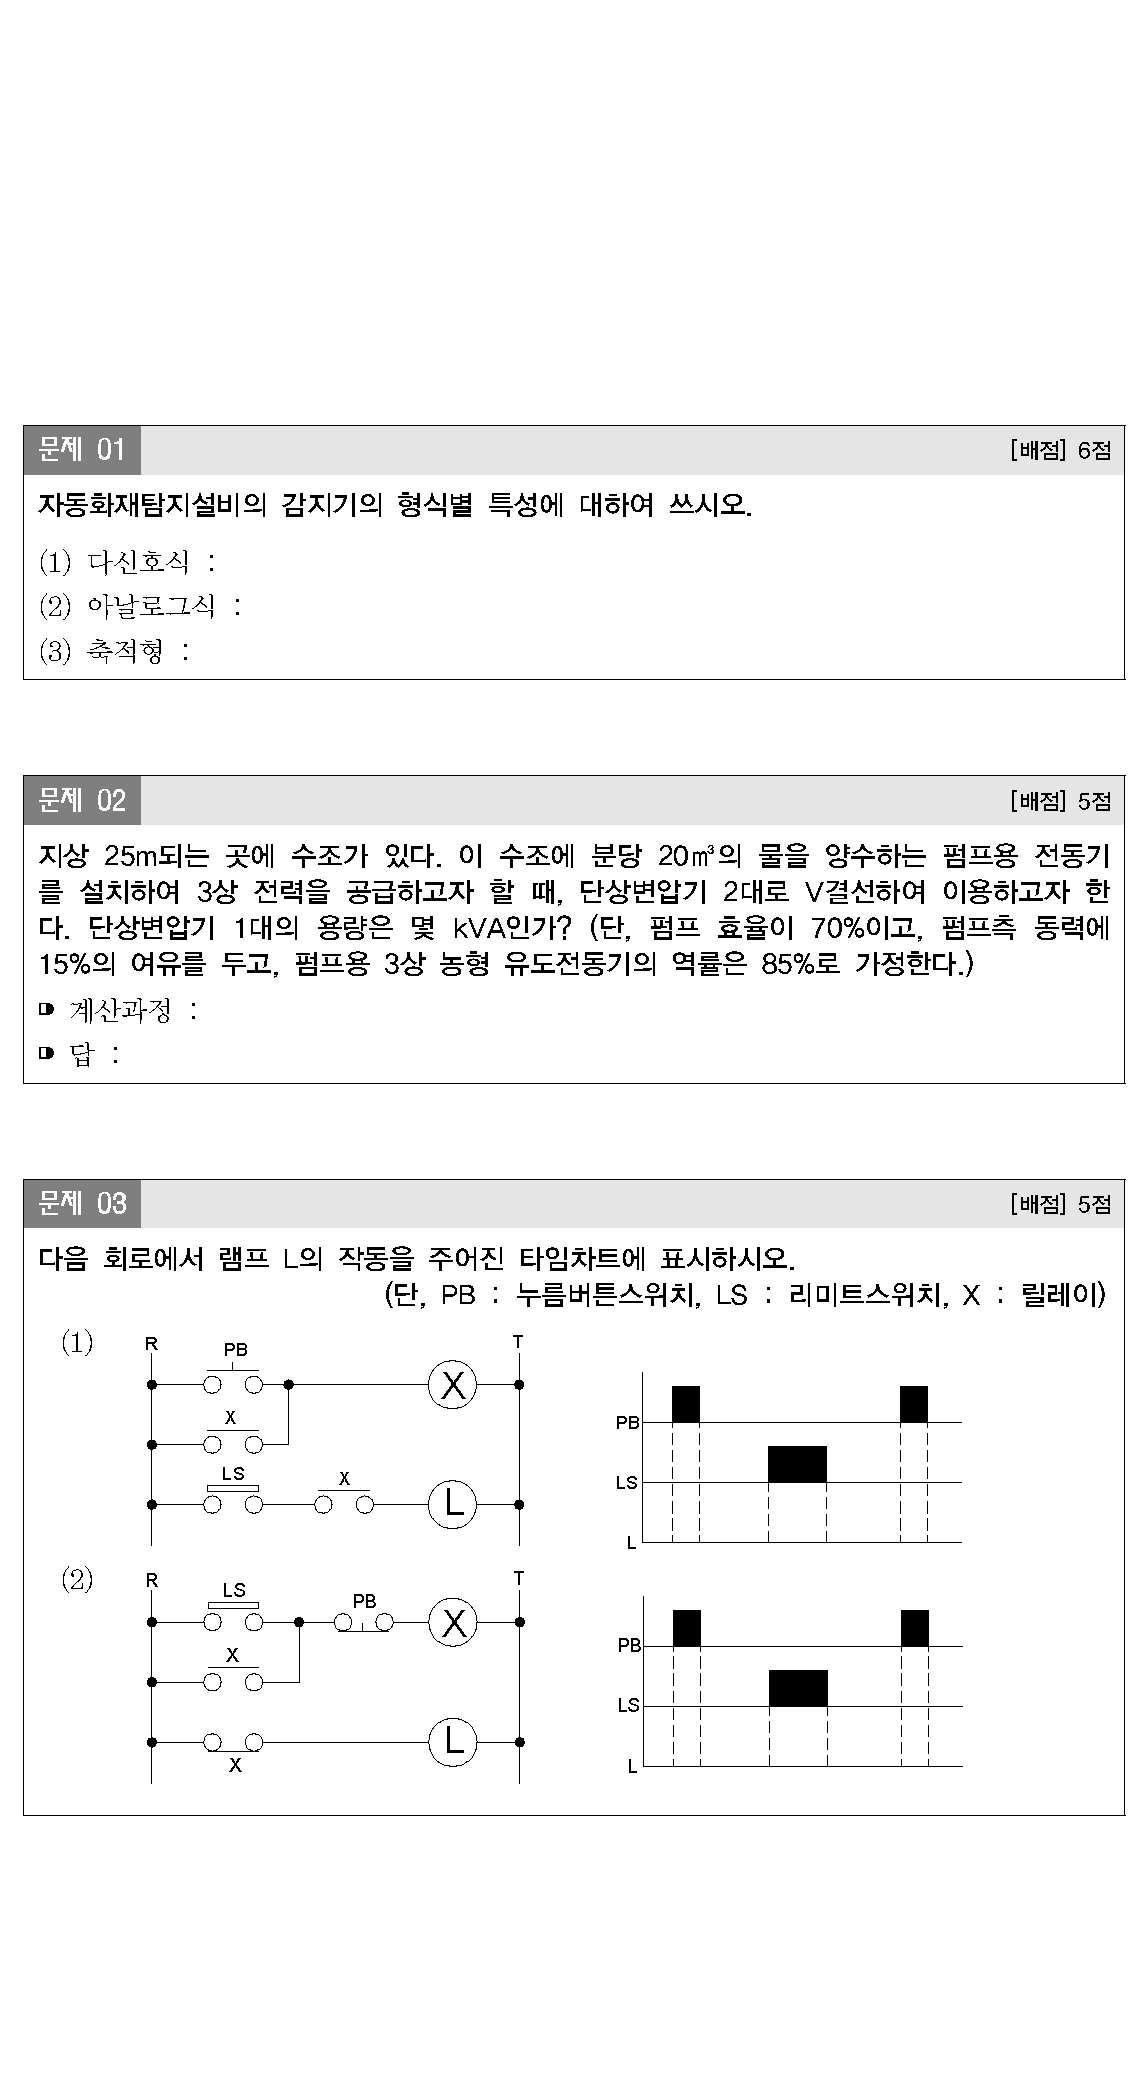 문제 01 [배점] 6점
자동화재탐지설비의 감지기의 형식별 특성에 대하여 쓰시오.
(1) 다신호식 :
(2) 아날로그식 :
(3) 축적형 :
문제 02 [배점] 5점
지상 25m되는 곳에 수조가 있다. 이 수조에 분당 20㎥의 물을 양수하는 펌프용 전동기
를 설치하여 3상 전력을 공급하고자 할 때, 단상변압기 2대로 V결선하여 이용하고자 한
다. 단상변압기 1대의 용량은 몇 kVA인가? (단, 펌프 효율이 70%이고, 펌프측 동력에
15%의 여유를 두고, 펌프용 3상 농형 유도전동기의 역률은 85%로 가정한다.)
계산과정 :
답 :
문제 03 [배점] 5점
다음 회로에서 램프 L의 작동을 주어진 타임차트에 표시하시오.
(단, PB : 누름버튼스위치, LS : 리미트스위치, X : 릴레이)
(1)
R
T
PB
X
X
LS
X
L
PB
LS
L
(2)
R
T
LS
PB
X
X
L
X
PB
LS
L